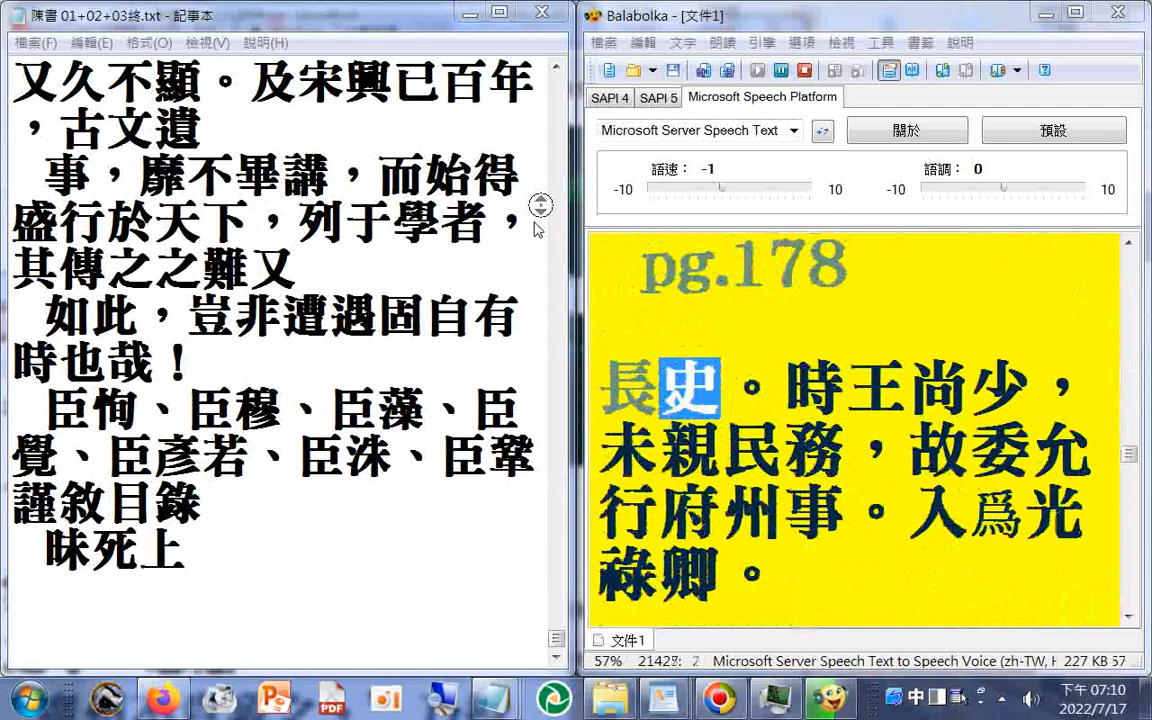 陳書 01+02+03終.txt - 記事本
檔案(F) 編輯(E) 格式(O) 檢視(V) 說明(H)
又久不顯。及宋興已百年
，古文遺
事，靡不畢講，而始得
盛行於天下，列于學者，
其傳之之難又
如此，豈非遭遇固自有
時也哉！
臣恂、臣穆、臣藻、臣
覺、臣彥若、臣洙、臣鞏
謹敘目錄
昧死上
Balabolka - [文件1]
檔案 編輯 文字 朗讀 引擎 選項 檢視 工具 書籤 說明
SAPI 4 SAPI 5 Microsoft Speech Platform
Microsoft Server Speech Text 關於 預設
語速： -1 語調： 0
-10 10 -10 10
pg.178
長史。時王尚少，
未親民務，故委允
行府州事。入爲光
祿卿。
文件1
57% Microsoft Server Speech Text to Speech Voice (zh-TW, H 227 KB 57
中
下午 07:10
2022/7/17